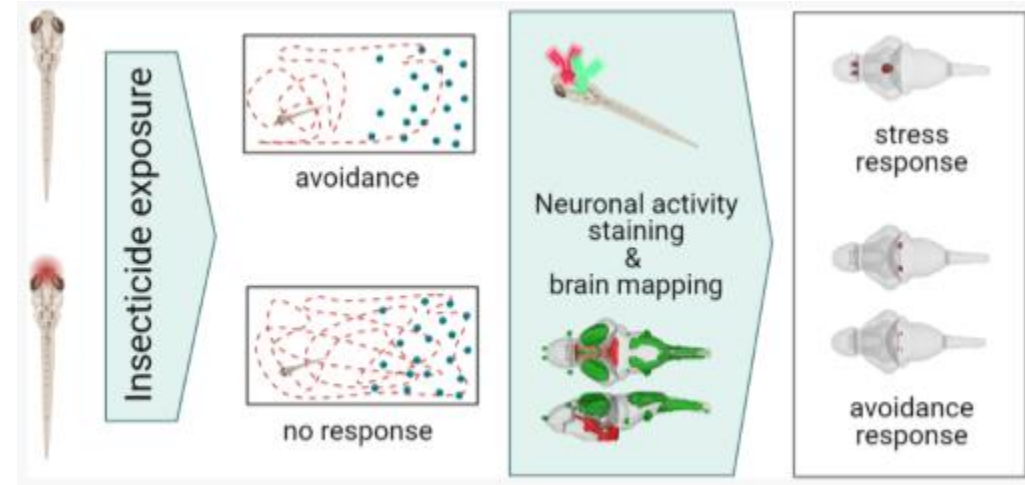 Insecticide exposure
avoidance
no response
Neuronal activity
staining
&
brain mapping
stress
response
avoidance
response